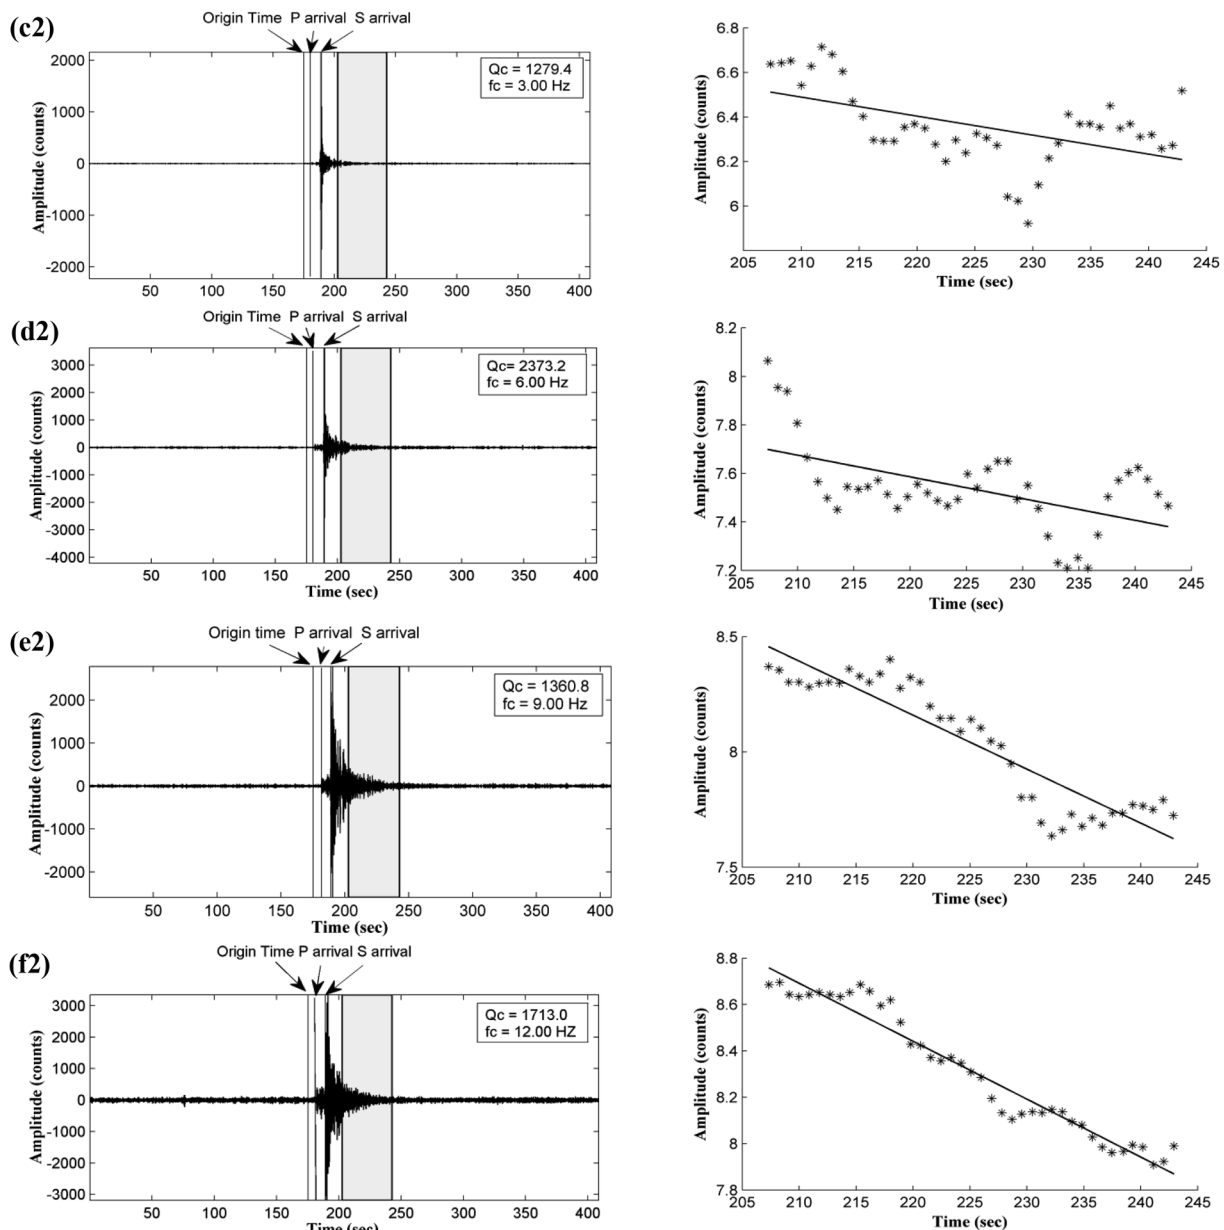 (c2)
Origin Time P arrival S arrival
Qc = 1279.4
fc = 3.00 Hz
Amplitude (counts)
2000
1000
0
-1000
-2000
50 100 150 200 250 300 350 400
Time (sec)
Amplitude (counts)
6.8
6.6
6.4
6.2
6
205 210 215 220 225 230 235 240 245
Time (sec)
(d2)
Origin Time P arrival S arrival
Qc= 2373.2
fc = 6.00 Hz
Amplitude (counts)
3000
2000
1000
0
-1000
-2000
-3000
-4000
50 100 150 200 250 300 350 400
Time (sec)
Amplitude (counts)
8.2
8
7.8
7.6
7.4
7.2
205 210 215 220 225 230 235 240 245
Time (sec)
(e2)
Origin time P arrival S arrival
Qc = 1360.8
fc = 9.00 Hz
Amplitude (counts)
2000
1000
0
-1000
-2000
50 100 150 200 250 300 350 400
Time (sec)
Amplitude (counts)
8.5
8
7.5
205 210 215 220 225 230 235 240 245
Time (sec)
(f2)
Origin Time P arrival S arrival
Qc = 1713.0
fc = 12.00 HZ
Amplitude (counts)
3000
2000
1000
0
-1000
-2000
-3000
50 100 150 200 250 300 350 400
Time (sec)
Amplitude (counts)
8.8
8.6
8.4
8.2
8
7.8
205 210 215 220 225 230 235 240 245
Time (sec)